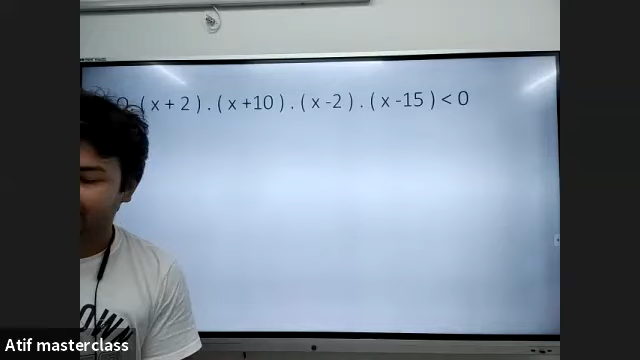 ( x + 2 ) . ( x +10 ) . ( x -2 ) . ( x -15 ) < 0
Atif masterclass